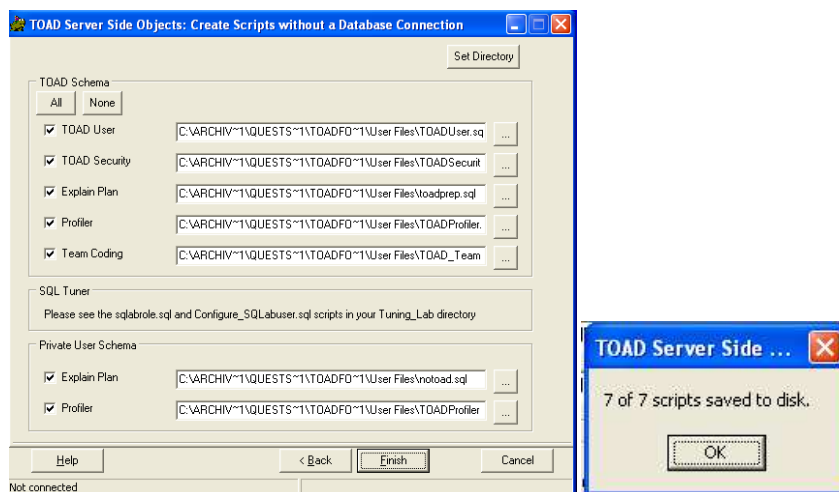 TOAD Server Side Objects: Create Scripts without a Database Connection
Set Directory
TOAD Schema
All None
TOAD User C:\ARCHIV~1\QUESTS~1\TOADFO~1\User Files\TOADUser.sq ...
TOAD Security C:\ARCHIV~1\QUESTS~1\TOADFO~1\User Files\TOADSecurit ...
Explain Plan C:\ARCHIV~1\QUESTS~1\TOADFO~1\User Files\toadprep.sql ...
Profiler C:\ARCHIV~1\QUESTS~1\TOADFO~1\User Files\TOADProfiler. ...
Team Coding C:\ARCHIV~1\QUESTS~1\TOADFO~1\User Files\TOAD_Team ...
SQL Tuner
Please see the sqlabrole.sql and Configure_SQLabuser.sql scripts in your Tuning_Lab directory
Private User Schema
Explain Plan C:\ARCHIV~1\QUESTS~1\TOADFO~1\User Files\notoad.sql ...
Profiler C:\ARCHIV~1\QUESTS~1\TOADFO~1\User Files\TOADProfiler ...
Help < Back Finish Cancel
Not connected
TOAD Server Side ...
7 of 7 scripts saved to disk.
OK